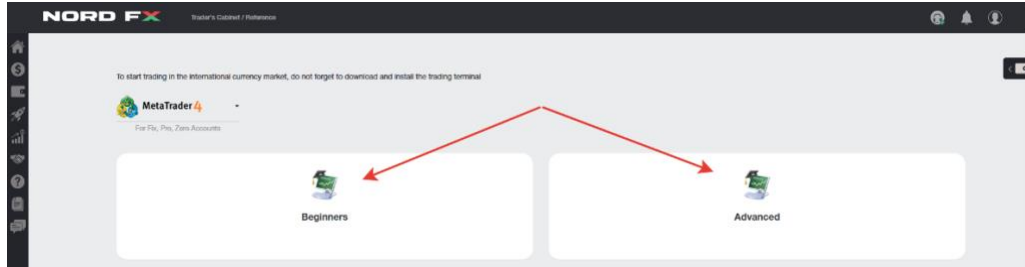 NORD FX
Trader's Cabinet / Reference
To start trading in the international currency market, do not forget to download and install the trading terminal
MetaTrader 4
For Fix, Pro, Zero Accounts
Beginners
Advanced